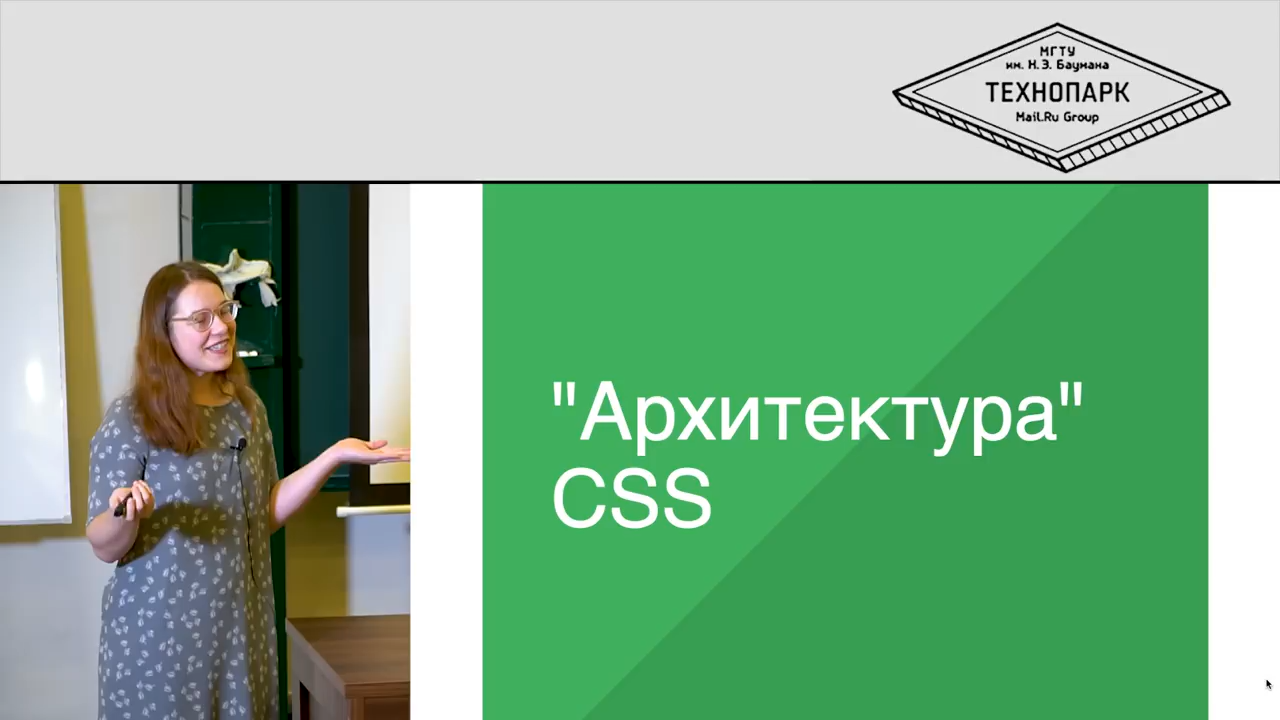 МГТУ
им. Н.Э. Баумана
ТЕХНОПАРК
Mail.Ru Group
"Архитектура"
CSS